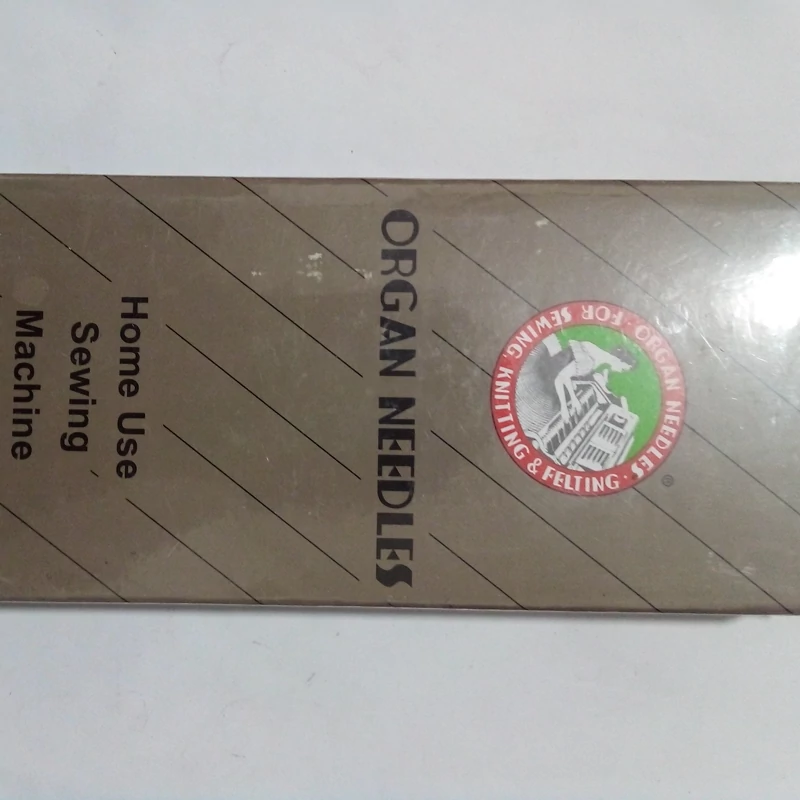 ORGAN NEEDLES · FOR SEWING, KNITTING & FELTING ·
®
ORGAN NEEDLES
Home Use
Sewing
Machine